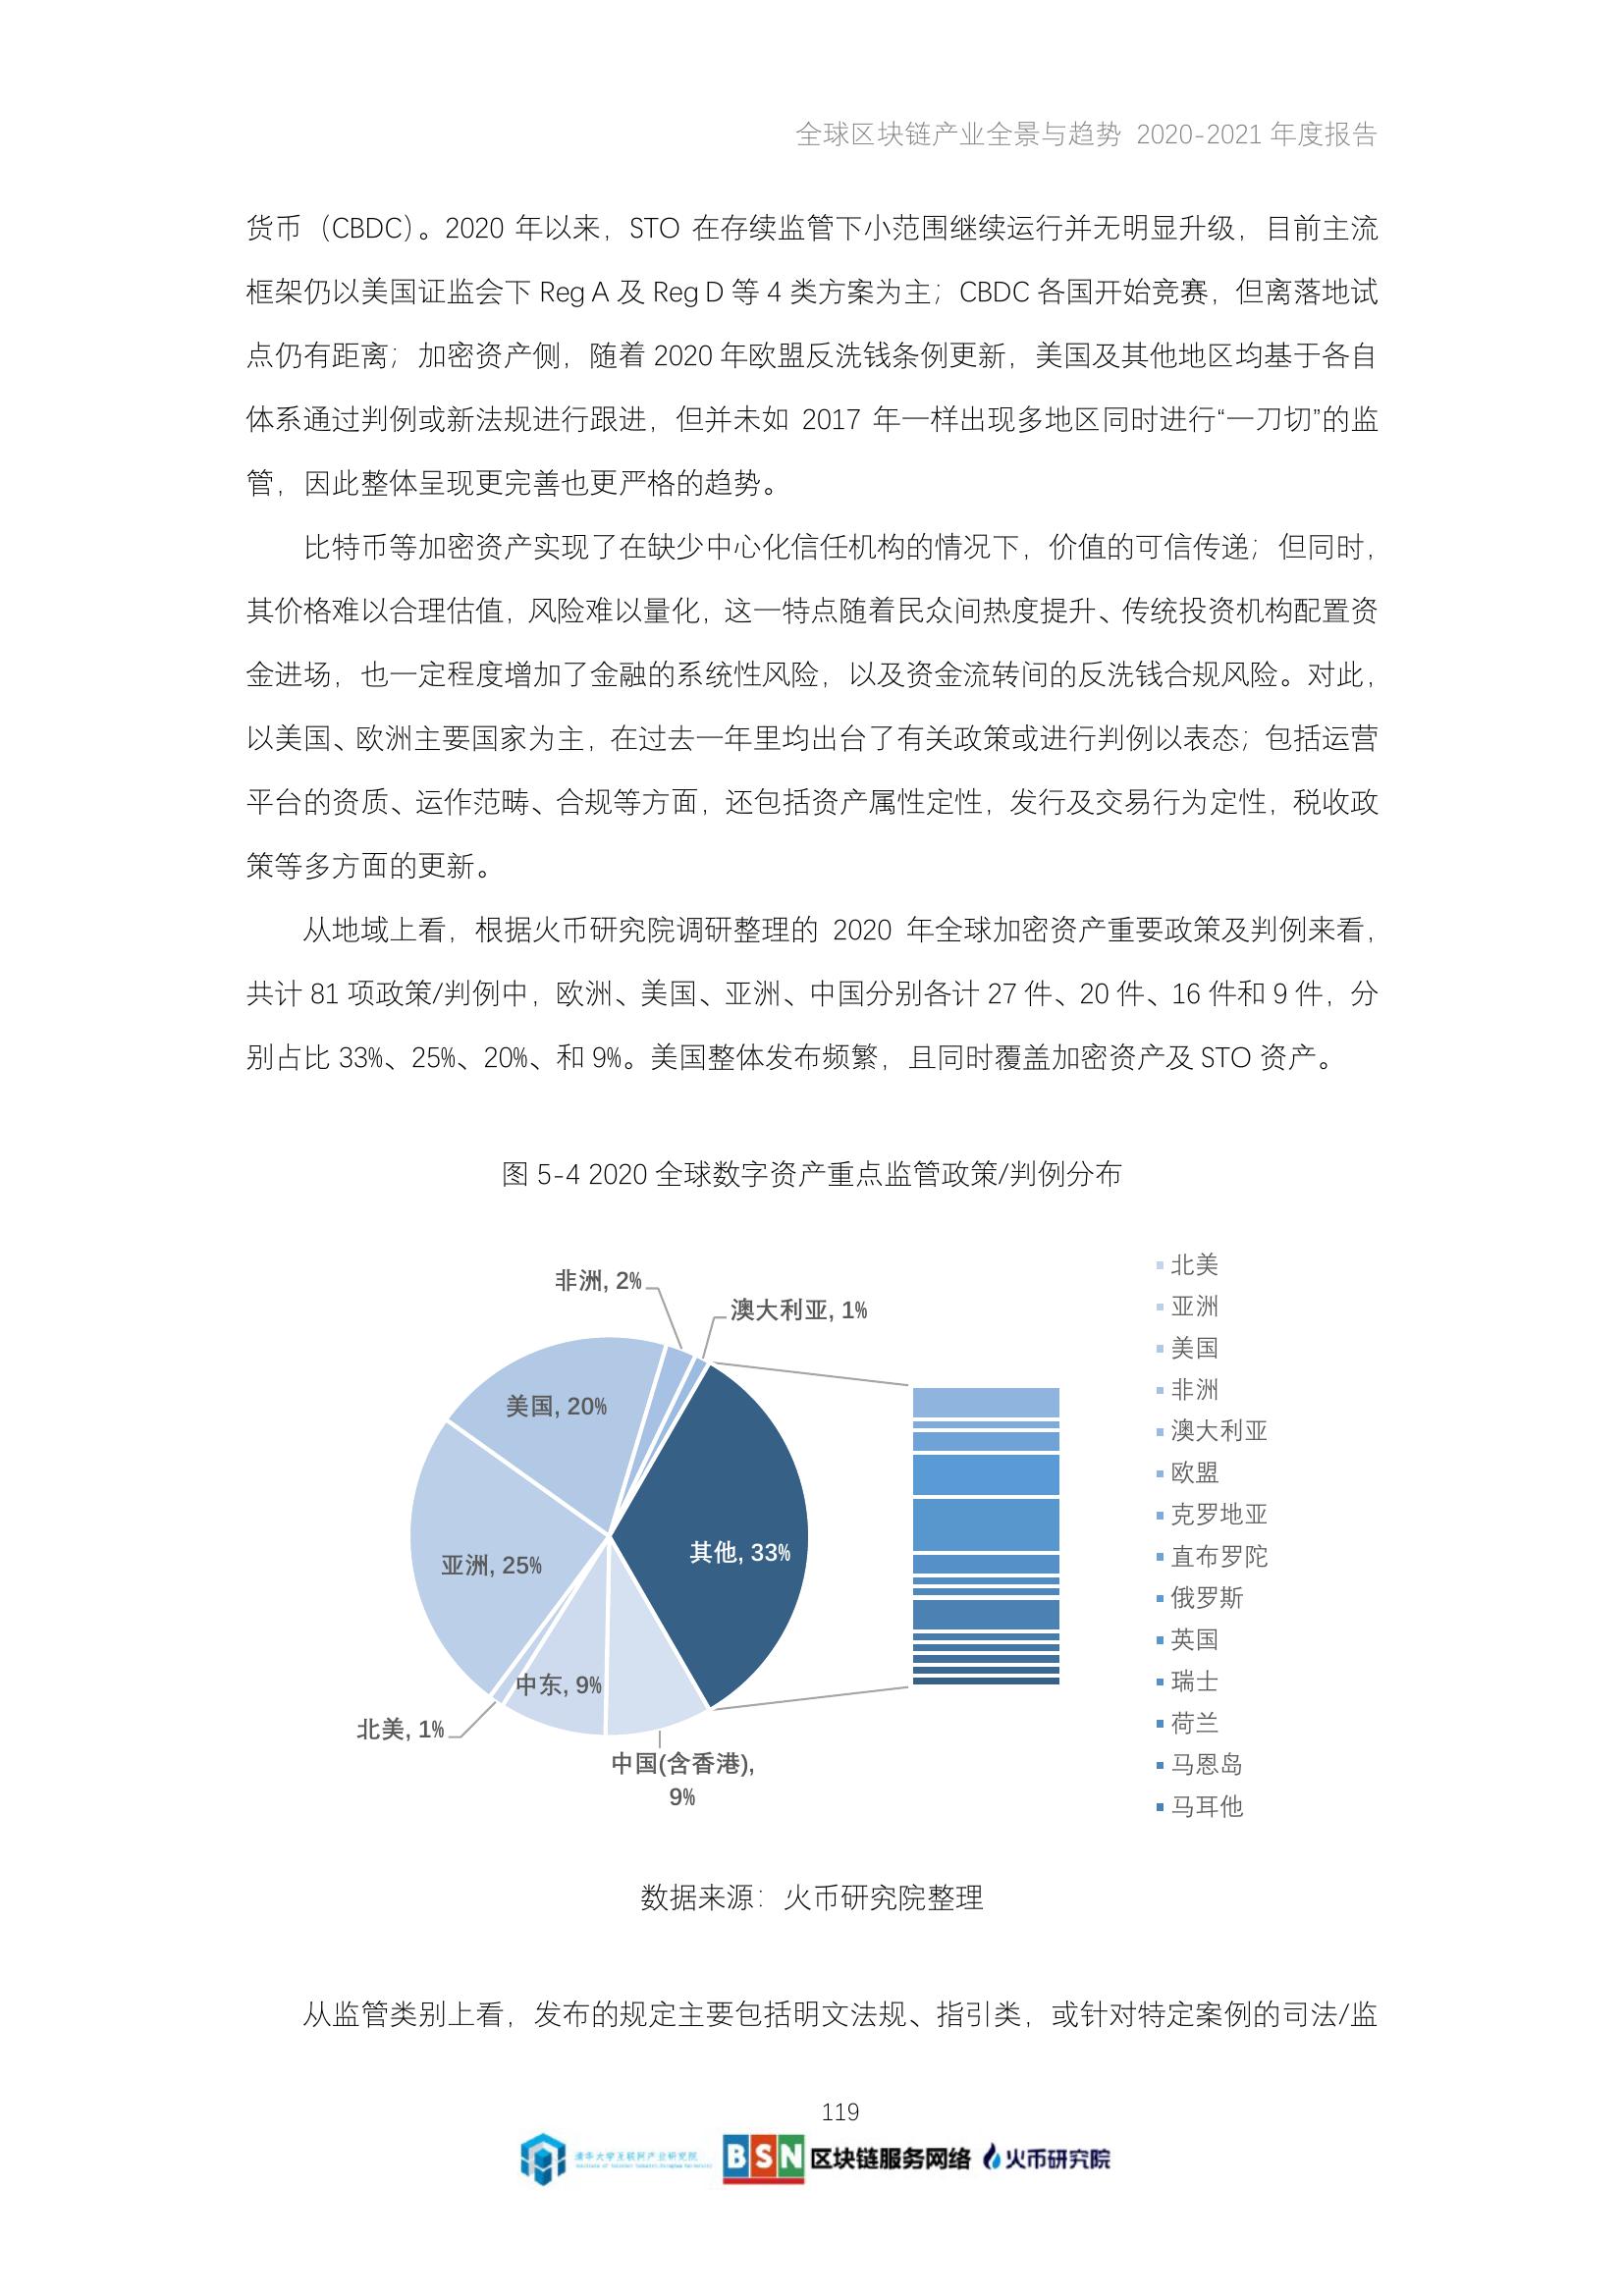 全球区块链产业全景与趋势 2020-2021 年度报告
货币（CBDC）。2020 年以来，STO 在存续监管下小范围继续运行并无明显升级，目前主流
框架仍以美国证监会下 Reg A 及 Reg D 等 4 类方案为主；CBDC 各国开始竞赛，但离落地试
点仍有距离；加密资产侧，随着 2020 年欧盟反洗钱条例更新，美国及其他地区均基于各自
体系通过判例或新法规进行跟进，但并未如 2017 年一样出现多地区同时进行“一刀切”的监
管，因此整体呈现更完善也更严格的趋势。
比特币等加密资产实现了在缺少中心化信任机构的情况下，价值的可信传递；但同时，
其价格难以合理估值，风险难以量化，这一特点随着民众间热度提升、传统投资机构配置资
金进场，也一定程度增加了金融的系统性风险，以及资金流转间的反洗钱合规风险。对此，
以美国、欧洲主要国家为主，在过去一年里均出台了有关政策或进行判例以表态；包括运营
平台的资质、运作范畴、合规等方面，还包括资产属性定性，发行及交易行为定性，税收政
策等多方面的更新。
从地域上看，根据火币研究院调研整理的 2020 年全球加密资产重要政策及判例来看，
共计 81 项政策/判例中，欧洲、美国、亚洲、中国分别各计 27 件、20 件、16 件和 9 件，分
别占比 33%、25%、20%、和 9%。美国整体发布频繁，且同时覆盖加密资产及 STO 资产。
图 5-4 2020 全球数字资产重点监管政策/判例分布
非洲, 2%
澳大利亚, 1%
美国, 20%
亚洲, 25%
其他, 33%
中东, 9%
北美, 1%
中国(含香港),
9%
北美
亚洲
美国
非洲
澳大利亚
欧盟
克罗地亚
直布罗陀
俄罗斯
英国
瑞士
荷兰
马恩岛
马耳他
数据来源：火币研究院整理
从监管类别上看，发布的规定主要包括明文法规、指引类，或针对特定案例的司法/监
119
清华大学互联网产业研究院
BSN 区块链服务网络 火币研究院